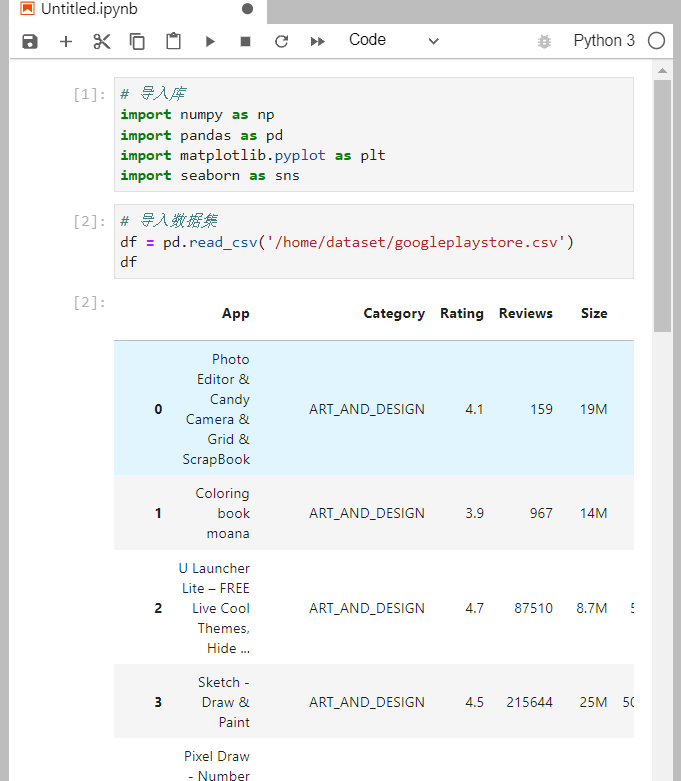 Untitled.ipynb
Code Python 3
[1]: # 导入库
import numpy as np
import pandas as pd
import matplotlib.pyplot as plt
import seaborn as sns
[2]: # 导入数据集
df = pd.read_csv('/home/dataset/googleplaystore.csv')
df
[2]:
App Category Rating Reviews Size
0 Photo Editor & Candy Camera & Grid & ScrapBook ART_AND_DESIGN 4.1 159 19M
1 Coloring book moana ART_AND_DESIGN 3.9 967 14M
2 U Launcher Lite – FREE Live Cool Themes, Hide ... ART_AND_DESIGN 4.7 87510 8.7M
3 Sketch - Draw & Paint ART_AND_DESIGN 4.5 215644 25M 50
Pixel Draw
- Number